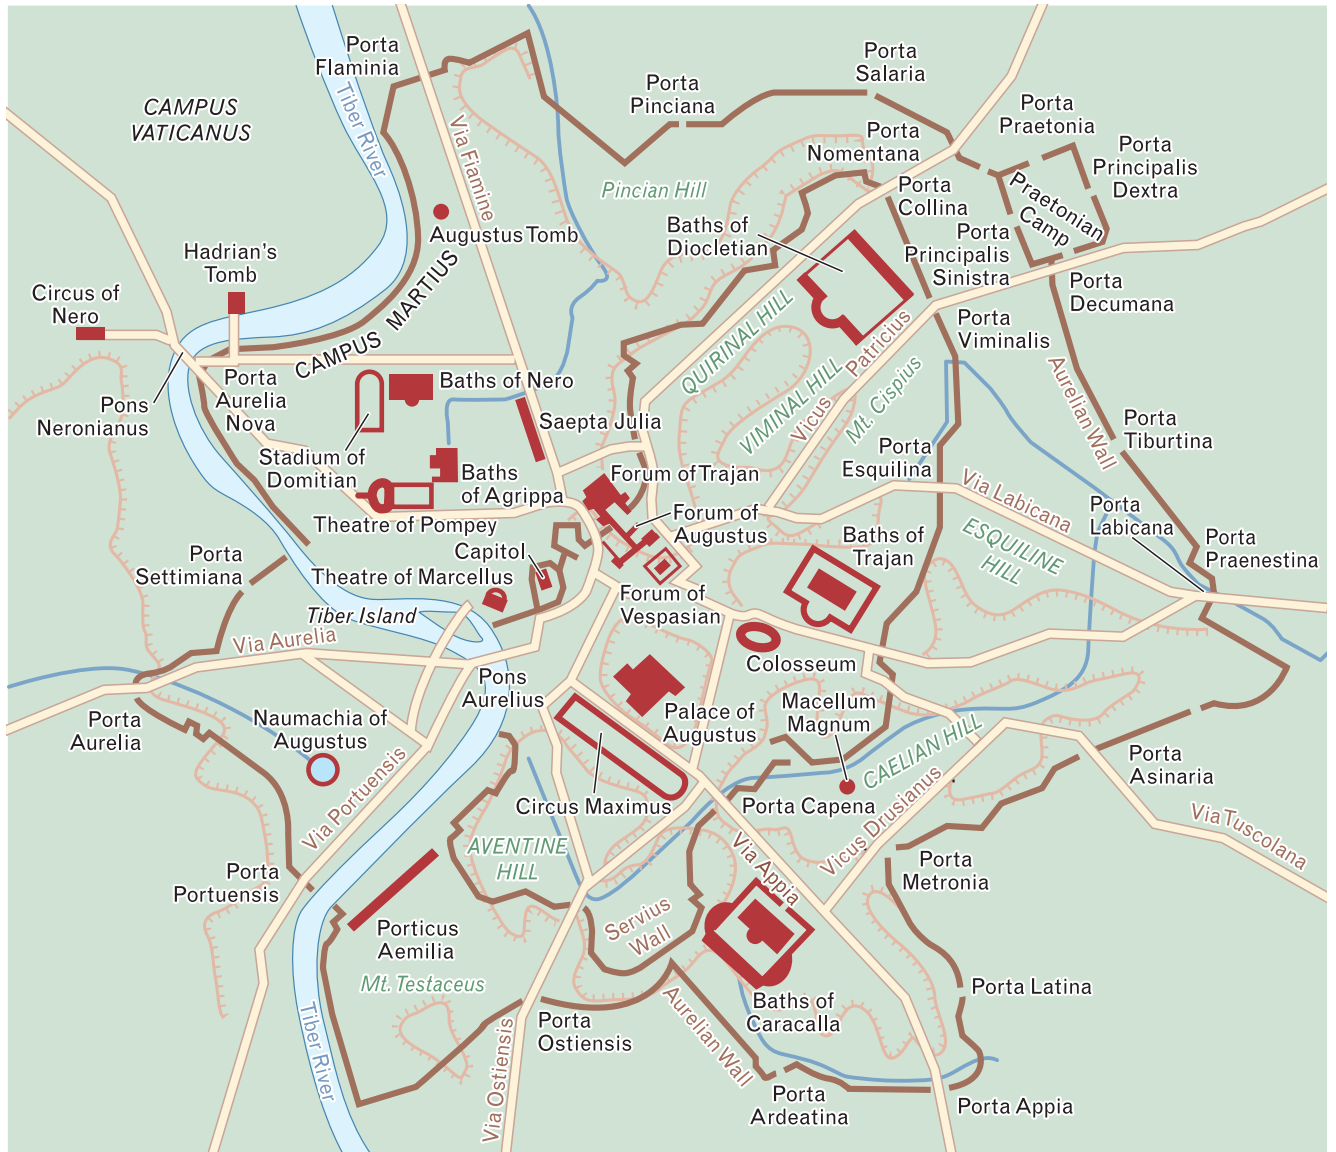 Porta
Flaminia
CAMPUS
VATICANUS
Tiber River
Via Flamine
Porta
Pinciana
Porta
Salaria
Porta
Praetonia
Porta
Nomentana
Porta
Principalis
Dextra
Pincian Hill
Porta
Collina
Praetonian
Camp
Augustus Tomb
Baths of
Diocletian
Porta
Principalis
Sinistra
Hadrian's
Tomb
CAMPUS MARTIUS
Circus of
Nero
Porta
Decumana
QUIRINAL HILL
Porta
Viminalis
Vicus Patricius
VIMINAL HILL
Mt. Cispius
Aurelian Wall
Porta
Aurelia
Nova
Baths of Nero
Pons
Neronianus
Saepta Julia
Porta
Tiburtina
Stadium of
Domitian
Baths
of Agrippa
Forum of Trajan
Porta
Esquilina
Via Labicana
Theatre of Pompey
Forum of
Augustus
Porta
Labicana
Capitol
Baths of
Trajan
ESQUILINE
HILL
Porta
Praenestina
Porta
Settimiana
Theatre of Marcellus
Forum of
Vespasian
Tiber Island
Via Aurelia
Colosseum
Pons
Aurelius
Porta
Aurelia
Naumachia of
Augustus
Palace of
Augustus
Macellum
Magnum
CAELIAN HILL
Porta
Asinaria
Via Portuensis
Circus Maximus
Porta Capena
Vicus Drusianus
Via Tuscolana
AVENTINE
HILL
Via Appia
Porta
Metronia
Porta
Portuensis
Servius
Wall
Porticus
Aemilia
Mt. Testaceus
Baths of
Caracalla
Porta Latina
Tiber River
Via Ostiensis
Porta
Ostiensis
Aurelian Wall
Porta
Ardeatina
Porta Appia